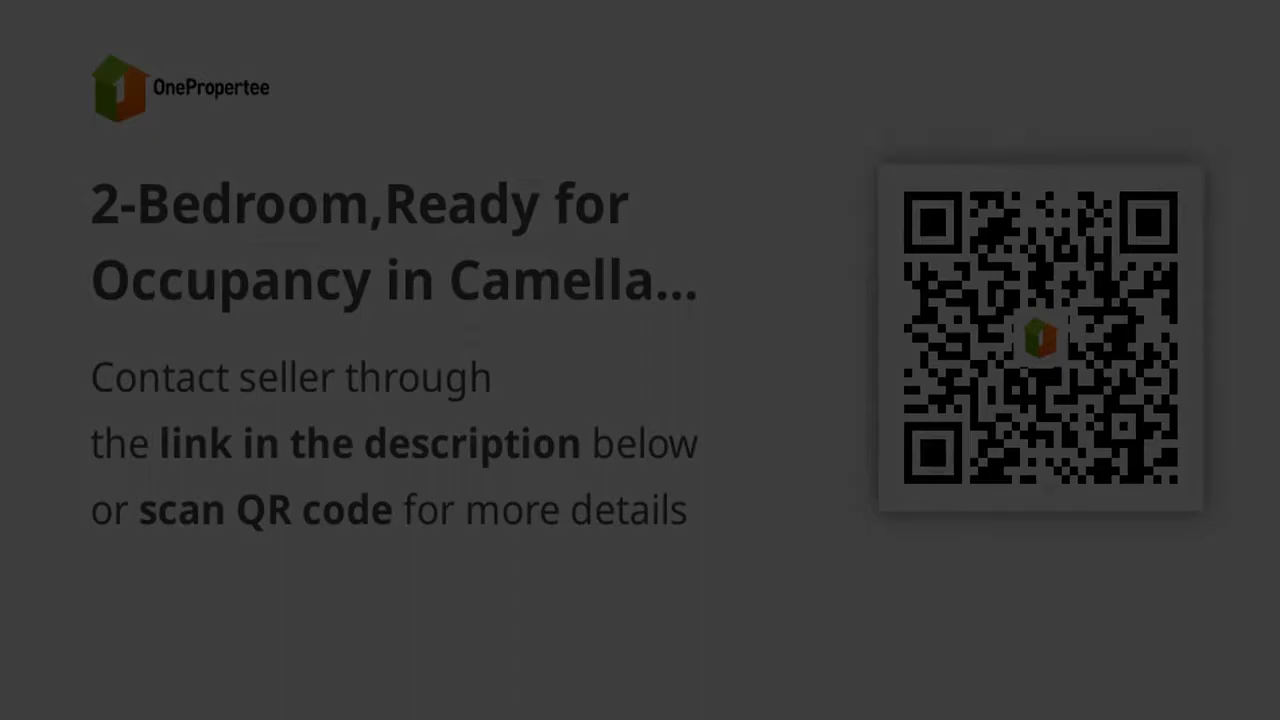 OnePropertee
2-Bedroom,Ready for
Occupancy in Camella...
Contact seller through
the link in the description below
or scan QR code for more details